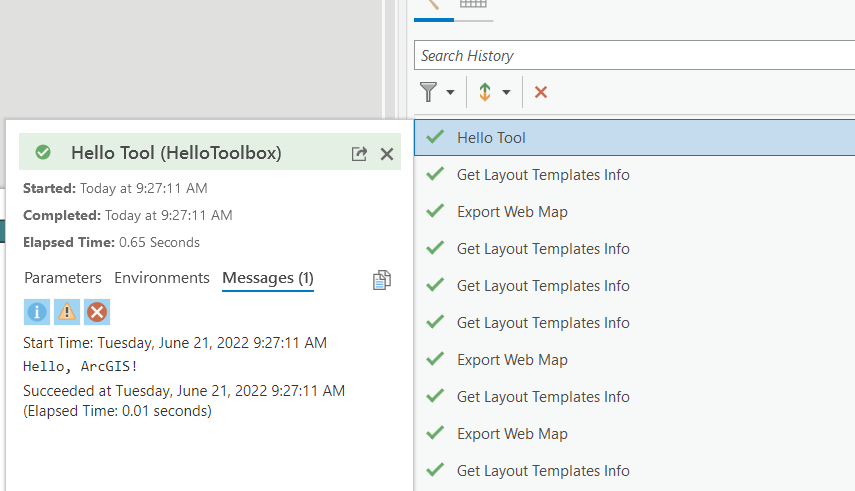 Search History
Hello Tool (HelloToolbox)
Started: Today at 9:27:11 AM
Completed: Today at 9:27:11 AM
Elapsed Time: 0.65 Seconds
Parameters Environments Messages (1)
Start Time: Tuesday, June 21, 2022 9:27:11 AM
Hello, ArcGIS!
Succeeded at Tuesday, June 21, 2022 9:27:11 AM
(Elapsed Time: 0.01 seconds)
Hello Tool
Get Layout Templates Info
Export Web Map
Get Layout Templates Info
Get Layout Templates Info
Get Layout Templates Info
Export Web Map
Get Layout Templates Info
Export Web Map
Get Layout Templates Info